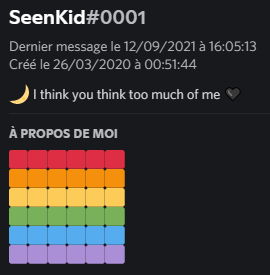 SeenKid#0001
Dernier message le 12/09/2021 à 16:05:13
Créé le 26/03/2020 à 00:51:44
🌙 I think you think too much of me 🖤
À PROPOS DE MOI